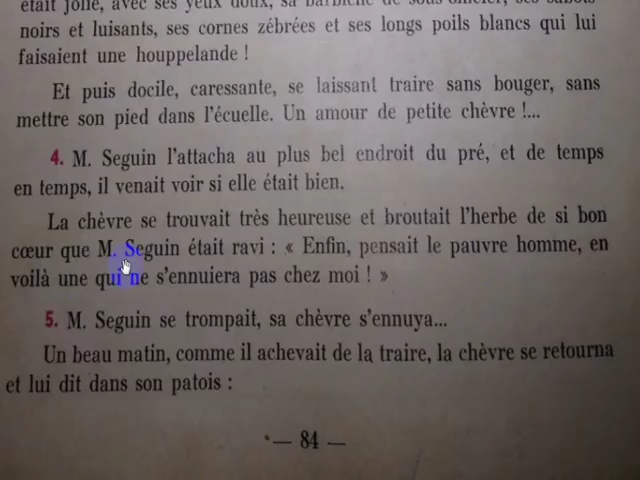 était jolie, avec ses yeux doux, sa barbiche de sous-officier, ses sabots
noirs et luisants, ses cornes zébrées et ses longs poils blancs qui lui
faisaient une houppelande !
Et puis docile, caressante, se laissant traire sans bouger, sans
mettre son pied dans l'écuelle. Un amour de petite chèvre !...
4. M. Seguin l'attacha au plus bel endroit du pré, et de temps
en temps, il venait voir si elle était bien.
La chèvre se trouvait très heureuse et broutait l'herbe de si bon
cœur que M. Seguin était ravi : « Enfin, pensait le pauvre homme, en
voilà une qui ne s'ennuiera pas chez moi ! »
5. M. Seguin se trompait, sa chèvre s'ennuya...
Un beau matin, comme il achevait de la traire, la chèvre se retourna
et lui dit dans son patois :
— 84 —